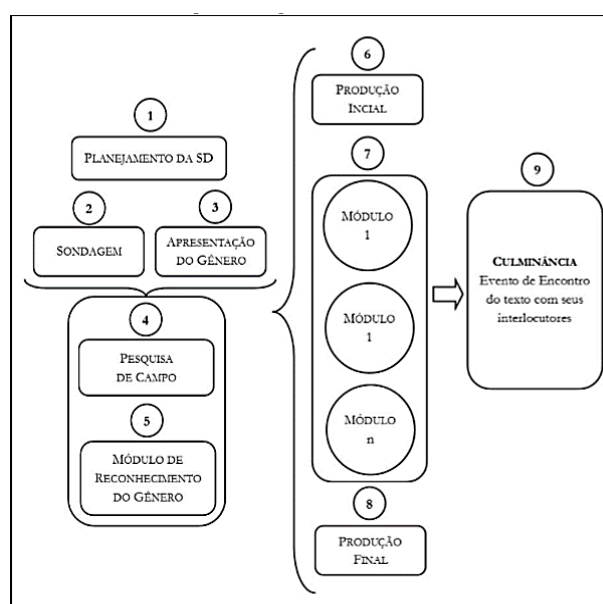 1
PLANEJAMENTO DA SD
2
SONDAGEM
3
APRESENTAÇÃO
DO GÊNERO
4
PESQUISA
DE CAMPO
5
MÓDULO DE
RECONHECIMENTO
DO GÊNERO
6
PRODUÇÃO
INCIAL
7
MÓDULO
1
MÓDULO
1
MÓDULO
n
8
PRODUÇÃO
FINAL
9
CULMINÂNCIA
Evento de Encontro
do texto com seus
interlocutores